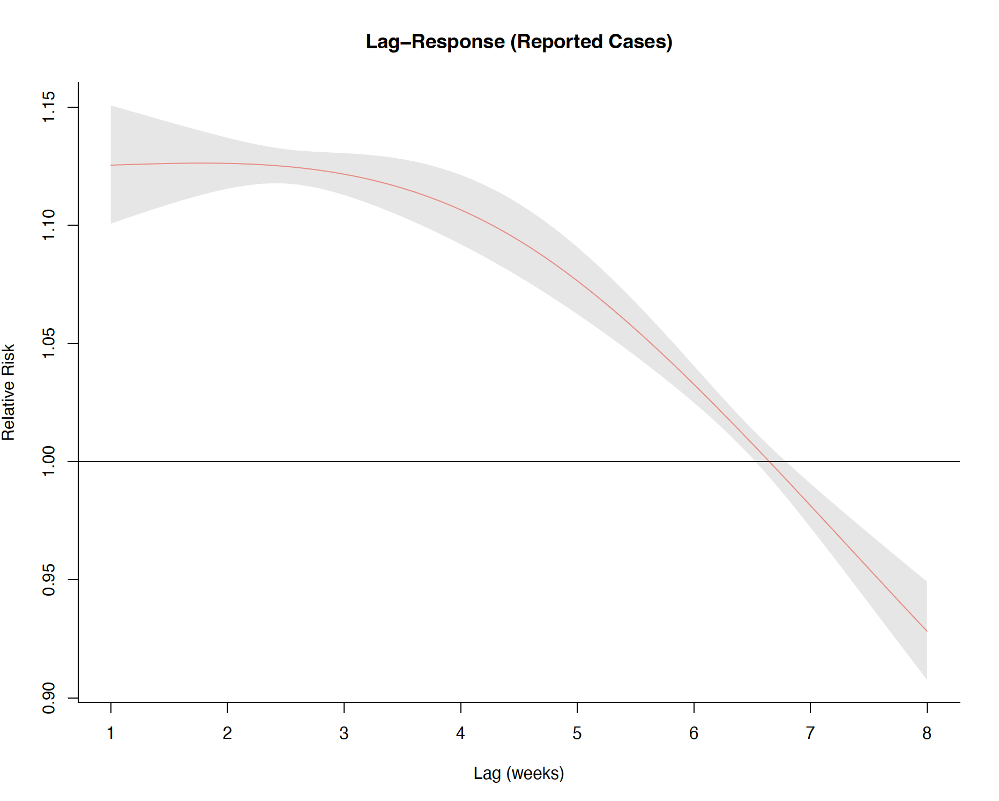 Lag–Response (Reported Cases)
1.15
1.10
1.05
1.00
0.95
0.90
Relative Risk
1 2 3 4 5 6 7 8
Lag (weeks)